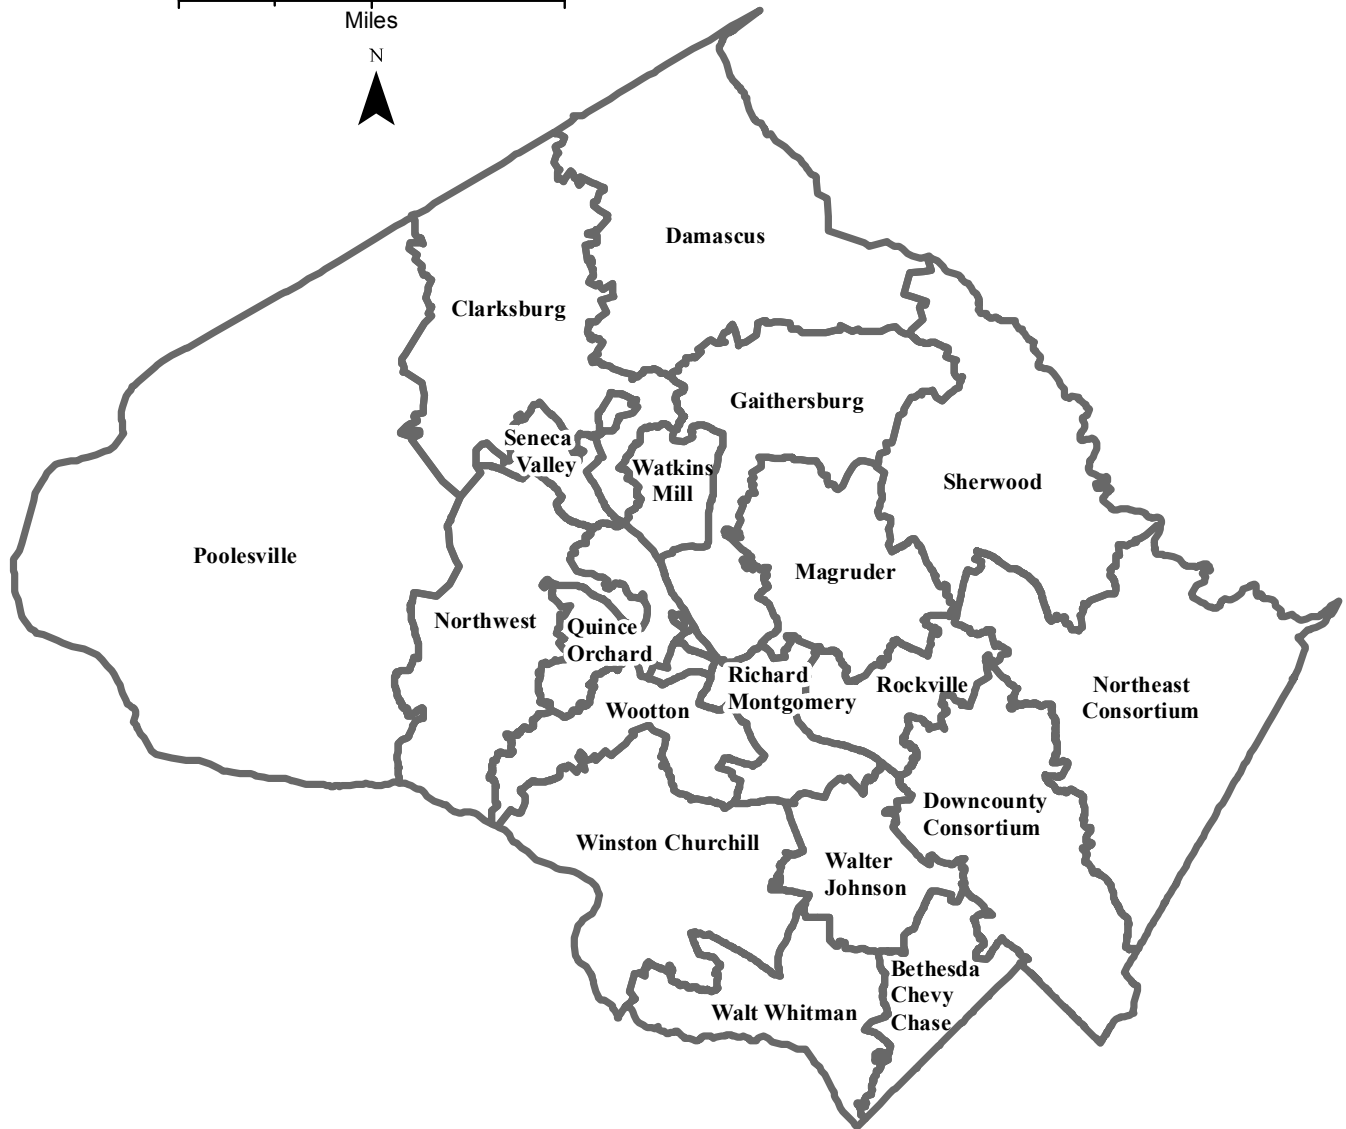 Miles
N
Damascus
Clarksburg
Gaithersburg
Seneca
Valley
Watkins
Mill
Sherwood
Poolesville
Magruder
Northwest
Quince
Orchard
Richard
Montgomery
Rockville
Northeast
Consortium
Wootton
Downcounty
Consortium
Winston Churchill
Walter
Johnson
Bethesda
Chevy
Chase
Walt Whitman